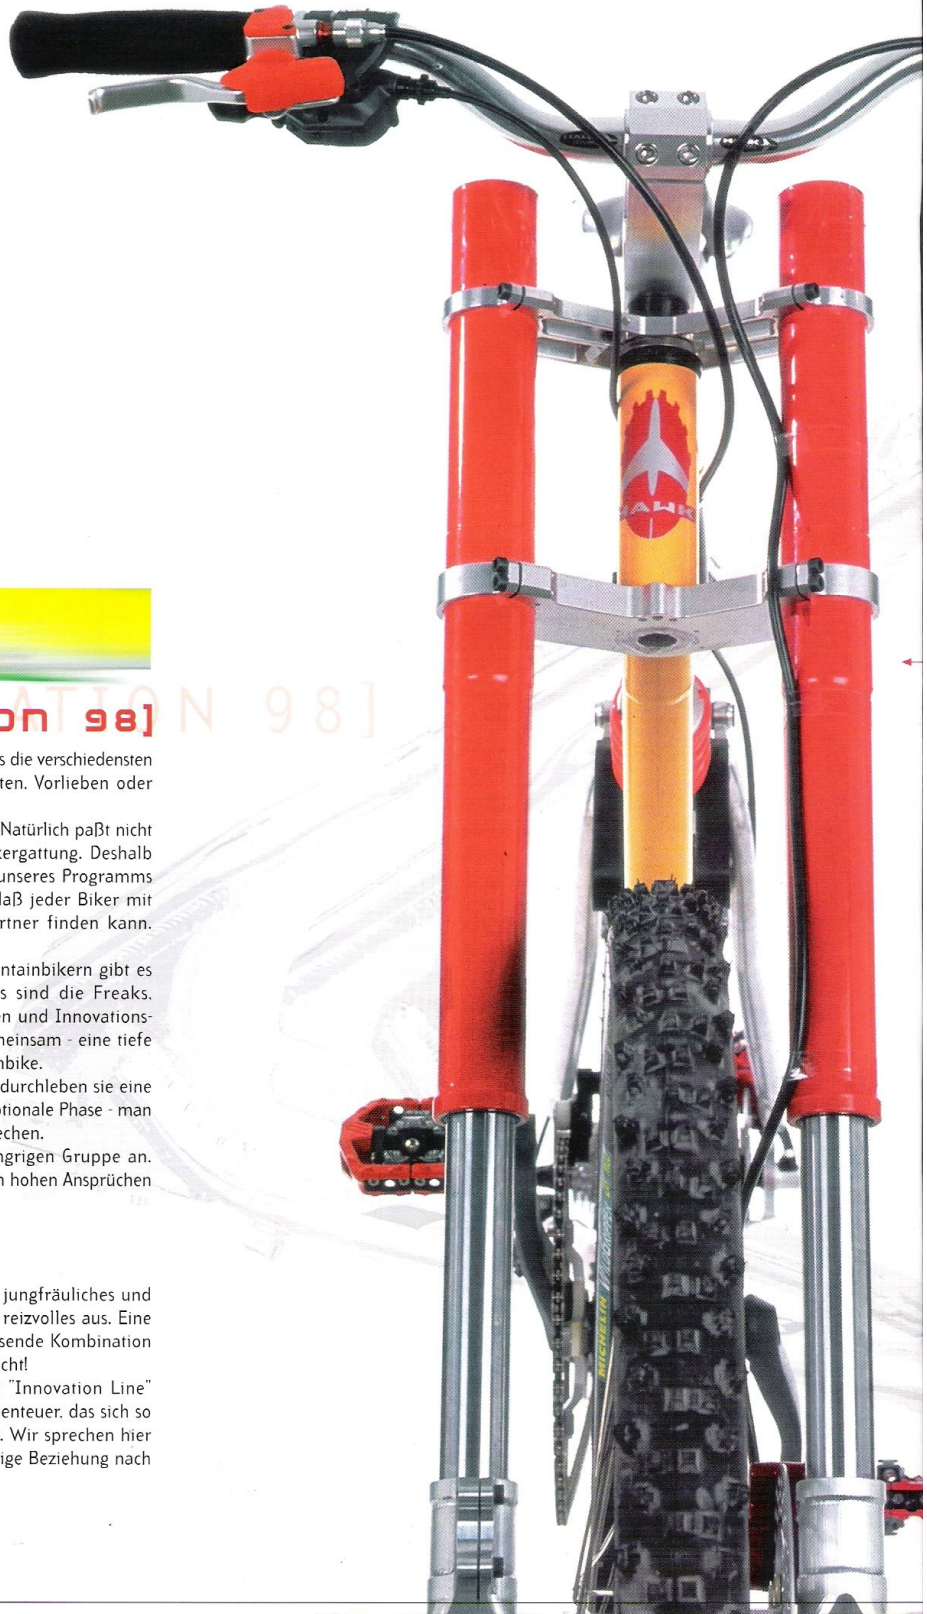 HAWK
HAWK
ATION 98]
on 98]
s die verschiedensten
ten, Vorlieben oder
Natürlich paßt nicht
kergattung. Deshalb
unseres Programms
daß jeder Biker mit
rtner finden kann.
ntainbikern gibt es
s sind die Freaks,
en und Innovations-
neinsam - eine tiefe
nbike.
durchleben sie eine
otionale Phase - man
echen.
ngrigen Gruppe an.
n hohen Ansprüchen
jungfräuliches und
reizvolles aus. Eine
sende Kombination
cht!
"Innovation Line"
enteuer, das sich so
. Wir sprechen hier
ige Beziehung nach
MICHELIN